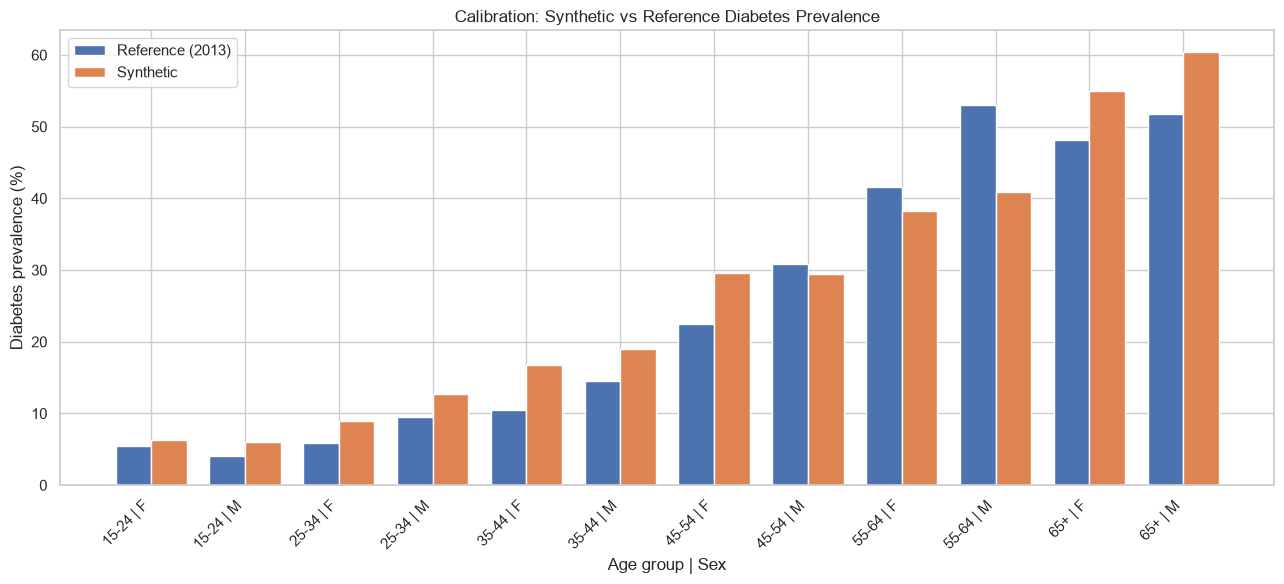 Calibration: Synthetic vs Reference Diabetes Prevalence
Reference (2013)
Synthetic
Diabetes prevalence (%)
60
50
40
30
20
10
0
15-24 | F
15-24 | M
25-34 | F
25-34 | M
35-44 | F
35-44 | M
45-54 | F
45-54 | M
55-64 | F
55-64 | M
65+ | F
65+ | M
Age group | Sex